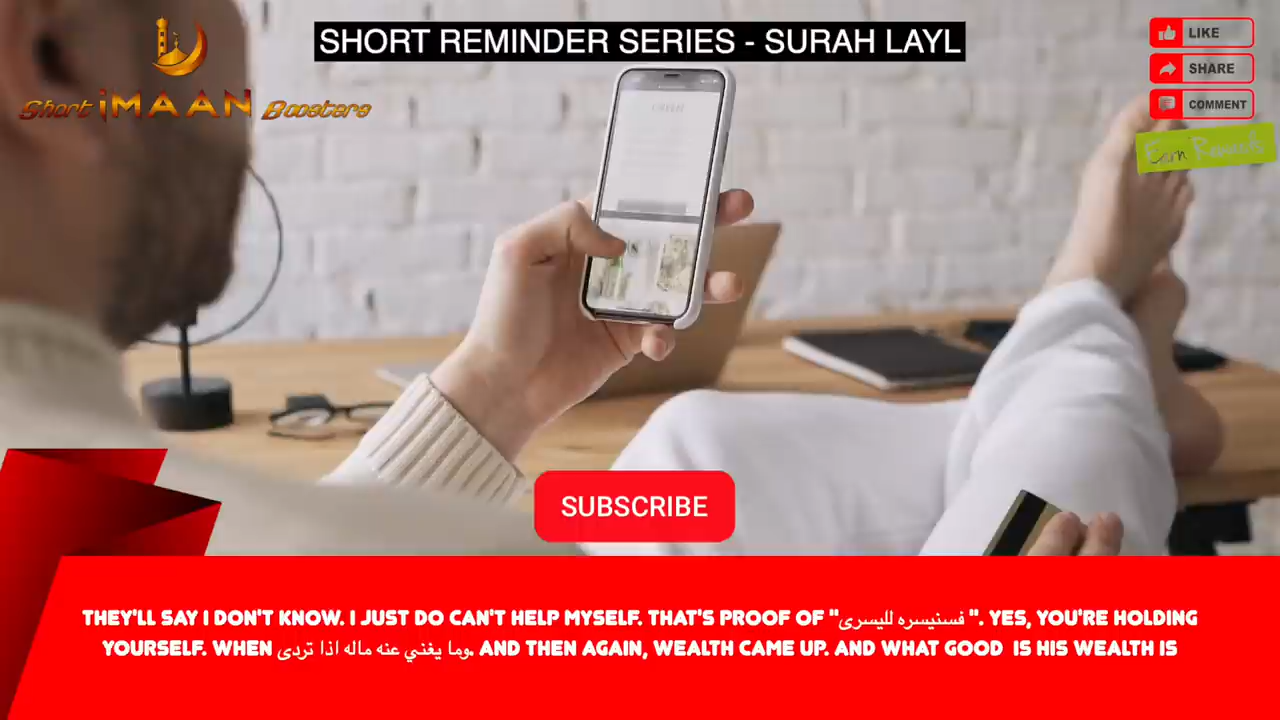 SHORT REMINDER SERIES - SURAH LAYL
Short iMAAN Boosters
LIKE
SHARE
COMMENT
Earn Rewards
SUBSCRIBE
THEY'LL SAY I DON'T KNOW. I JUST DO CAN'T HELP MYSELF. THAT'S PROOF OF "فسنيسره لليسرى ". YES, YOU'RE HOLDING
YOURSELF. WHEN وما يغني عنه ماله اذا تردى. AND THEN AGAIN, WEALTH CAME UP. AND WHAT GOOD IS HIS WEALTH IS